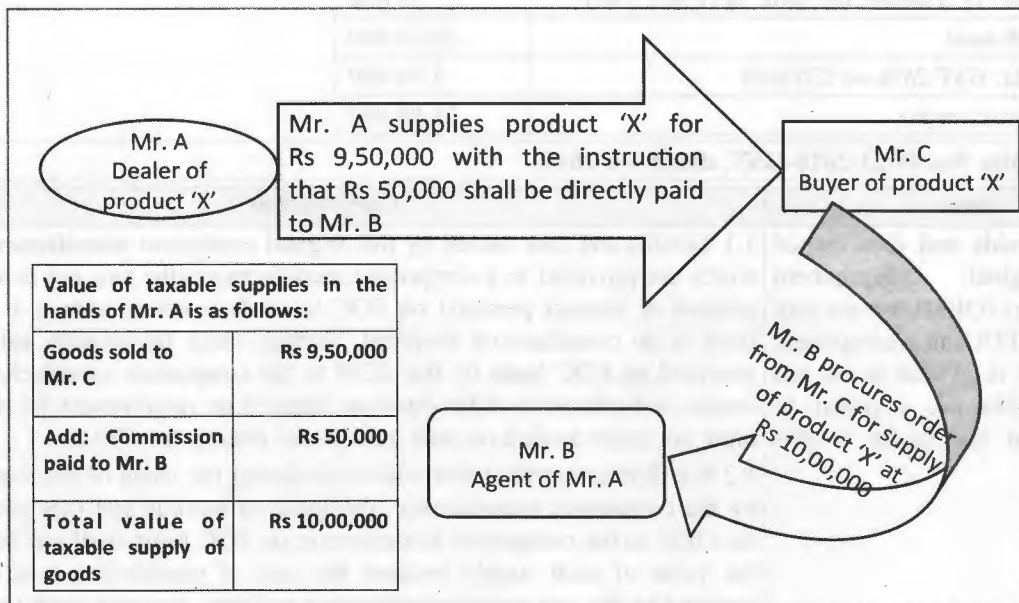 Mr. A
Dealer of
product 'X'
Mr. A supplies product 'X' for
Rs 9,50,000 with the instruction
that Rs 50,000 shall be directly paid
to Mr. B
Mr. C
Buyer of product 'X'
Value of taxable supplies in the
hands of Mr. A is as follows:
Goods sold to Rs 9,50,000
Mr. C
Add: Commission Rs 50,000
paid to Mr. B
Total value of Rs 10,00,000
taxable supply of
goods
Mr. B
Agent of Mr. A
Mr. B procures order
from Mr. C for supply
of product 'X' at
Rs 10,00,000